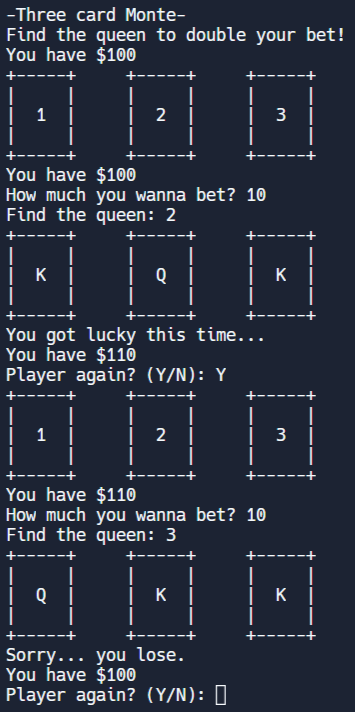 -Three card Monte-
Find the queen to double your bet!
You have $100
+-----+     +-----+     +-----+
|     |     |     |     |     |
|  1  |     |  2  |     |  3  |
|     |     |     |     |     |
+-----+     +-----+     +-----+
You have $100
How much you wanna bet? 10
Find the queen: 2
+-----+     +-----+     +-----+
|     |     |     |     |     |
|  K  |     |  Q  |     |  K  |
|     |     |     |     |     |
+-----+     +-----+     +-----+
You got lucky this time...
You have $110
Player again? (Y/N): Y
+-----+     +-----+     +-----+
|     |     |     |     |     |
|  1  |     |  2  |     |  3  |
|     |     |     |     |     |
+-----+     +-----+     +-----+
You have $110
How much you wanna bet? 10
Find the queen: 3
+-----+     +-----+     +-----+
|     |     |     |     |     |
|  Q  |     |  K  |     |  K  |
|     |     |     |     |     |
+-----+     +-----+     +-----+
Sorry... you lose.
You have $100
Player again? (Y/N):